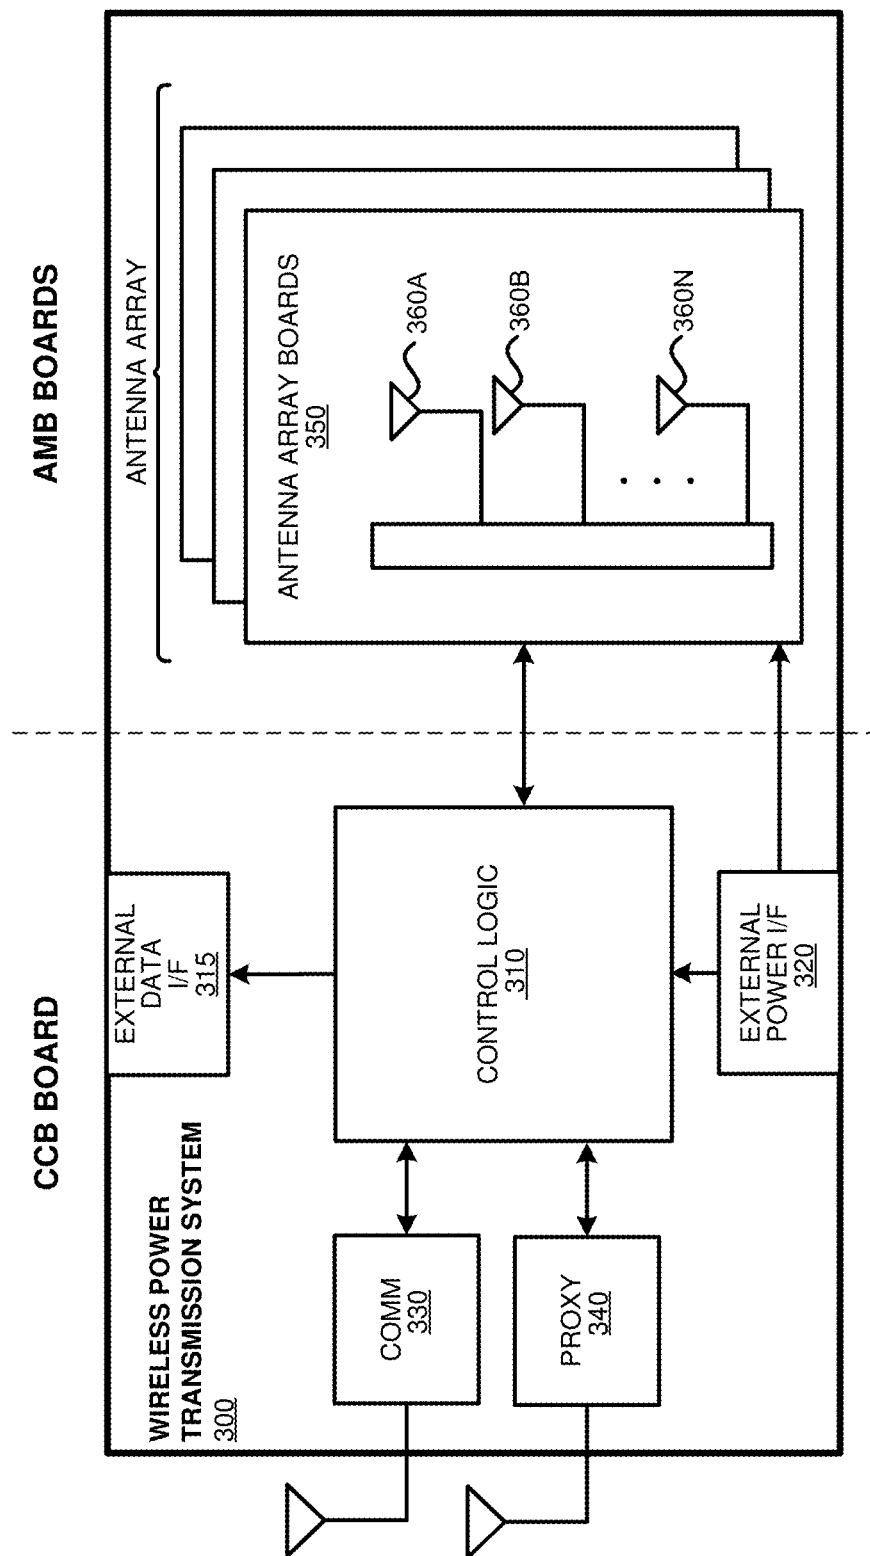 CCB BOARD
AMB BOARDS
WIRELESS POWER
TRANSMISSION SYSTEM
300
EXTERNAL
DATA
I/F
315
ANTENNA ARRAY
COMM
330
PROXY
340
CONTROL LOGIC
310
EXTERNAL
POWER I/F
320
ANTENNA ARRAY BOARDS
350
360A
360B
. . .
360N